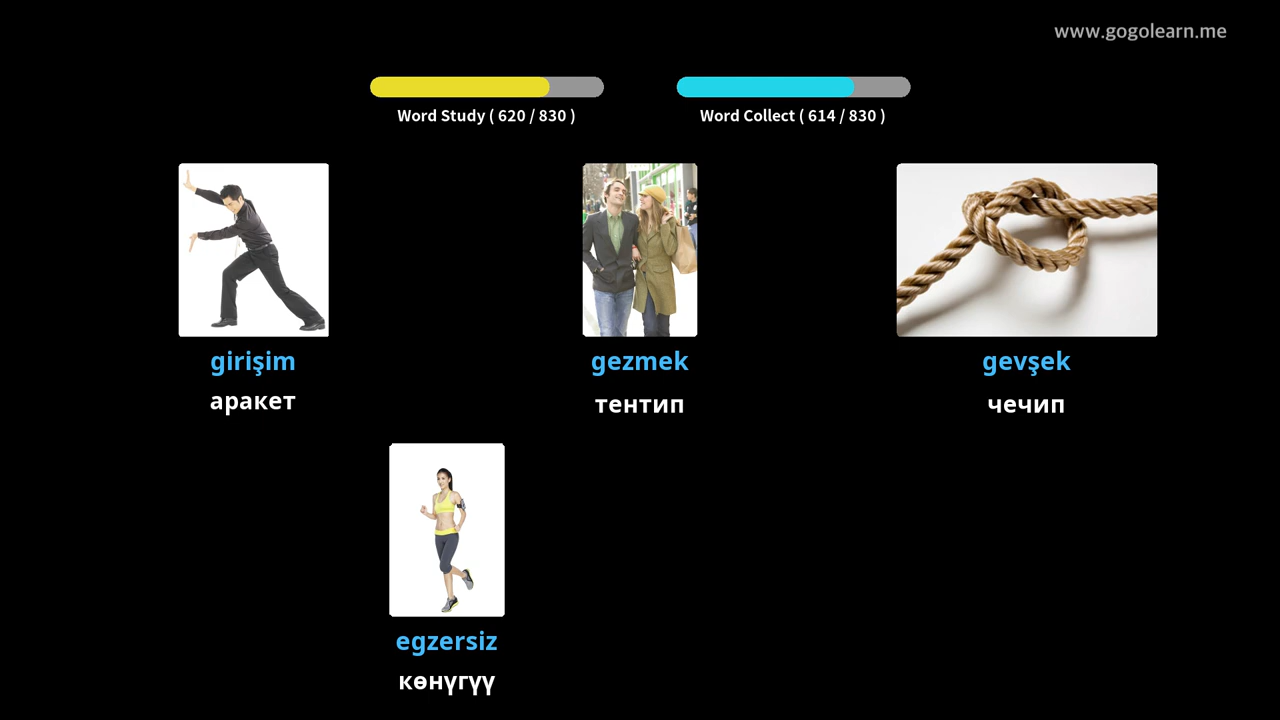 www.gogolearn.me
Word Study ( 620 / 830 )
Word Collect ( 614 / 830 )
girişim
аракет
gezmek
тентип
gevşek
чечип
egzersiz
көнүгүү